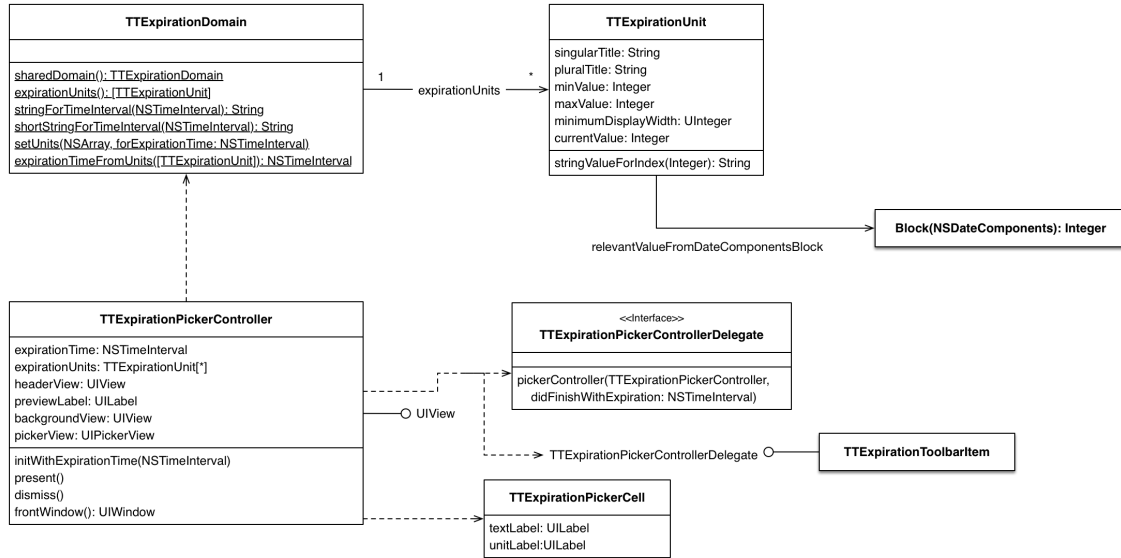 TTExpirationDomain
sharedDomain(): TTExpirationDomain
expirationUnits(): [TTExpirationUnit]
stringForTimeInterval(NSTimeInterval): String
shortStringForTimeInterval(NSTimeInterval): String
setUnits(NSArray, forExpirationTime: NSTimeInterval)
expirationTimeFromUnits([TTExpirationUnit]): NSTimeInterval
1
expirationUnits
*
TTExpirationUnit
singularTitle: String
pluralTitle: String
minValue: Integer
maxValue: Integer
minimumDisplayWidth: UInteger
currentValue: Integer
stringValueForIndex(Integer): String
relevantValueFromDateComponentsBlock
Block(NSDateComponents): Integer
TTExpirationPickerController
expirationTime: NSTimeInterval
expirationUnits: TTExpirationUnit[*]
headerView: UIView
previewLabel: UILabel
backgroundView: UIView
pickerView: UIPickerView
initWithExpirationTime(NSTimeInterval)
present()
dismiss()
frontWindow(): UIWindow
<<Interface>>
TTExpirationPickerControllerDelegate
pickerController(TTExpirationPickerController,
didFinishWithExpiration: NSTimeInterval)
UIView
TTExpirationPickerControllerDelegate
TTExpirationToolbarItem
TTExpirationPickerCell
textLabel: UILabel
unitLabel:UILabel